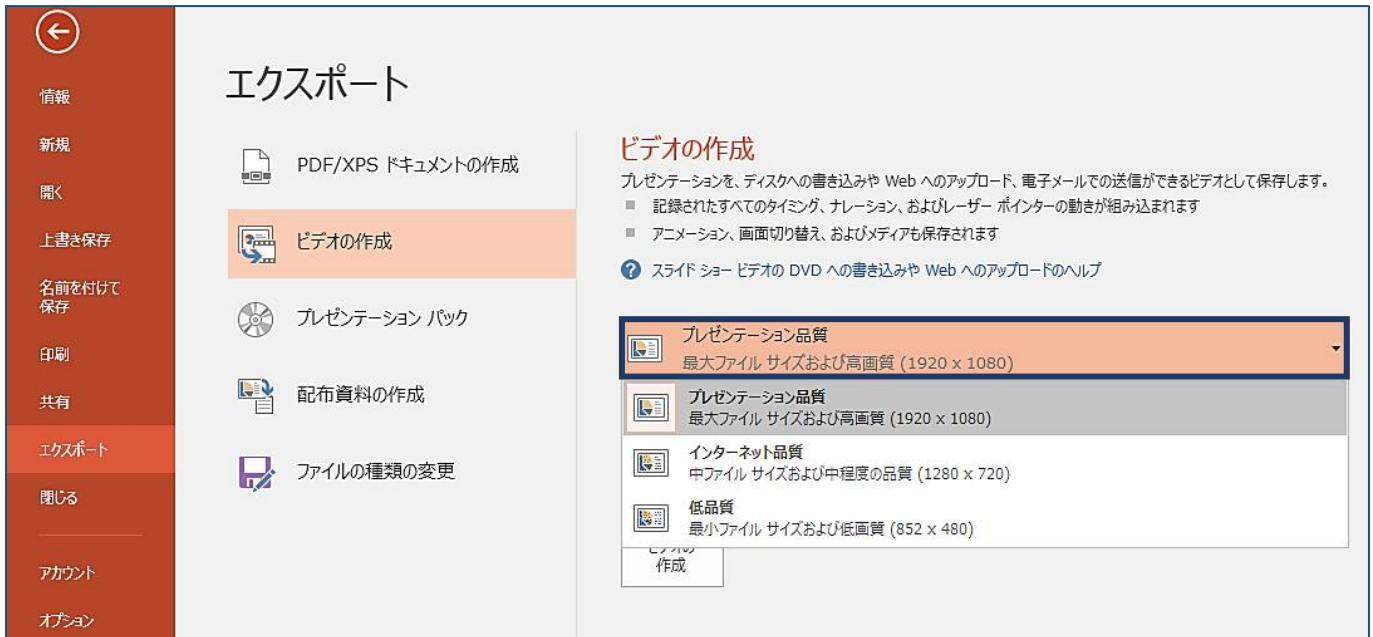 情報
新規
開く
上書き保存
名前を付けて
保存
印刷
共有
エクスポート
閉じる
アカウント
オプション
エクスポート
PDF/XPS ドキュメントの作成
ビデオの作成
プレゼンテーション パック
配布資料の作成
ファイルの種類の変更
ビデオの作成
プレゼンテーションを、ディスクへの書き込みや Web へのアップロード、電子メールでの送信ができるビデオとして保存します。
記録されたすべてのタイミング、ナレーション、およびレーザー ポインターの動きが組み込まれます
アニメーション、画面切り替え、およびメディアも保存されます
スライド ショー ビデオの DVD への書き込みや Web へのアップロードのヘルプ
プレゼンテーション品質
最大ファイル サイズおよび高画質 (1920 x 1080)
プレゼンテーション品質
最大ファイル サイズおよび高画質 (1920 x 1080)
インターネット品質
中ファイル サイズおよび中程度の品質 (1280 x 720)
低品質
最小ファイル サイズおよび低画質 (852 x 480)
作成